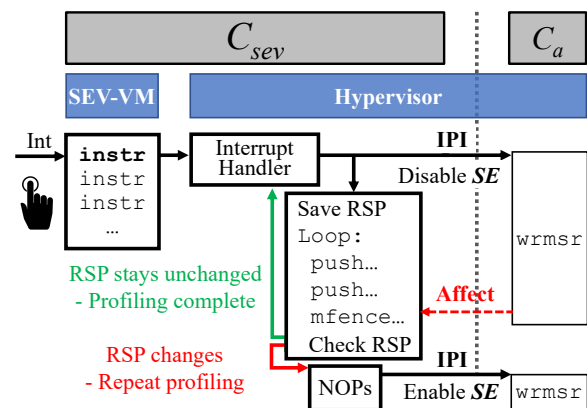 C_sev
C_a
SEV-VM
Hypervisor
Int
instr
instr
instr
...
Interrupt
Handler
IPI
Disable SE
Save RSP
Loop:
push...
push...
mfence...
Check RSP
wrmsr
RSP stays unchanged
- Profiling complete
Affect
RSP changes
- Repeat profiling
NOPs
IPI
Enable SE
wrmsr